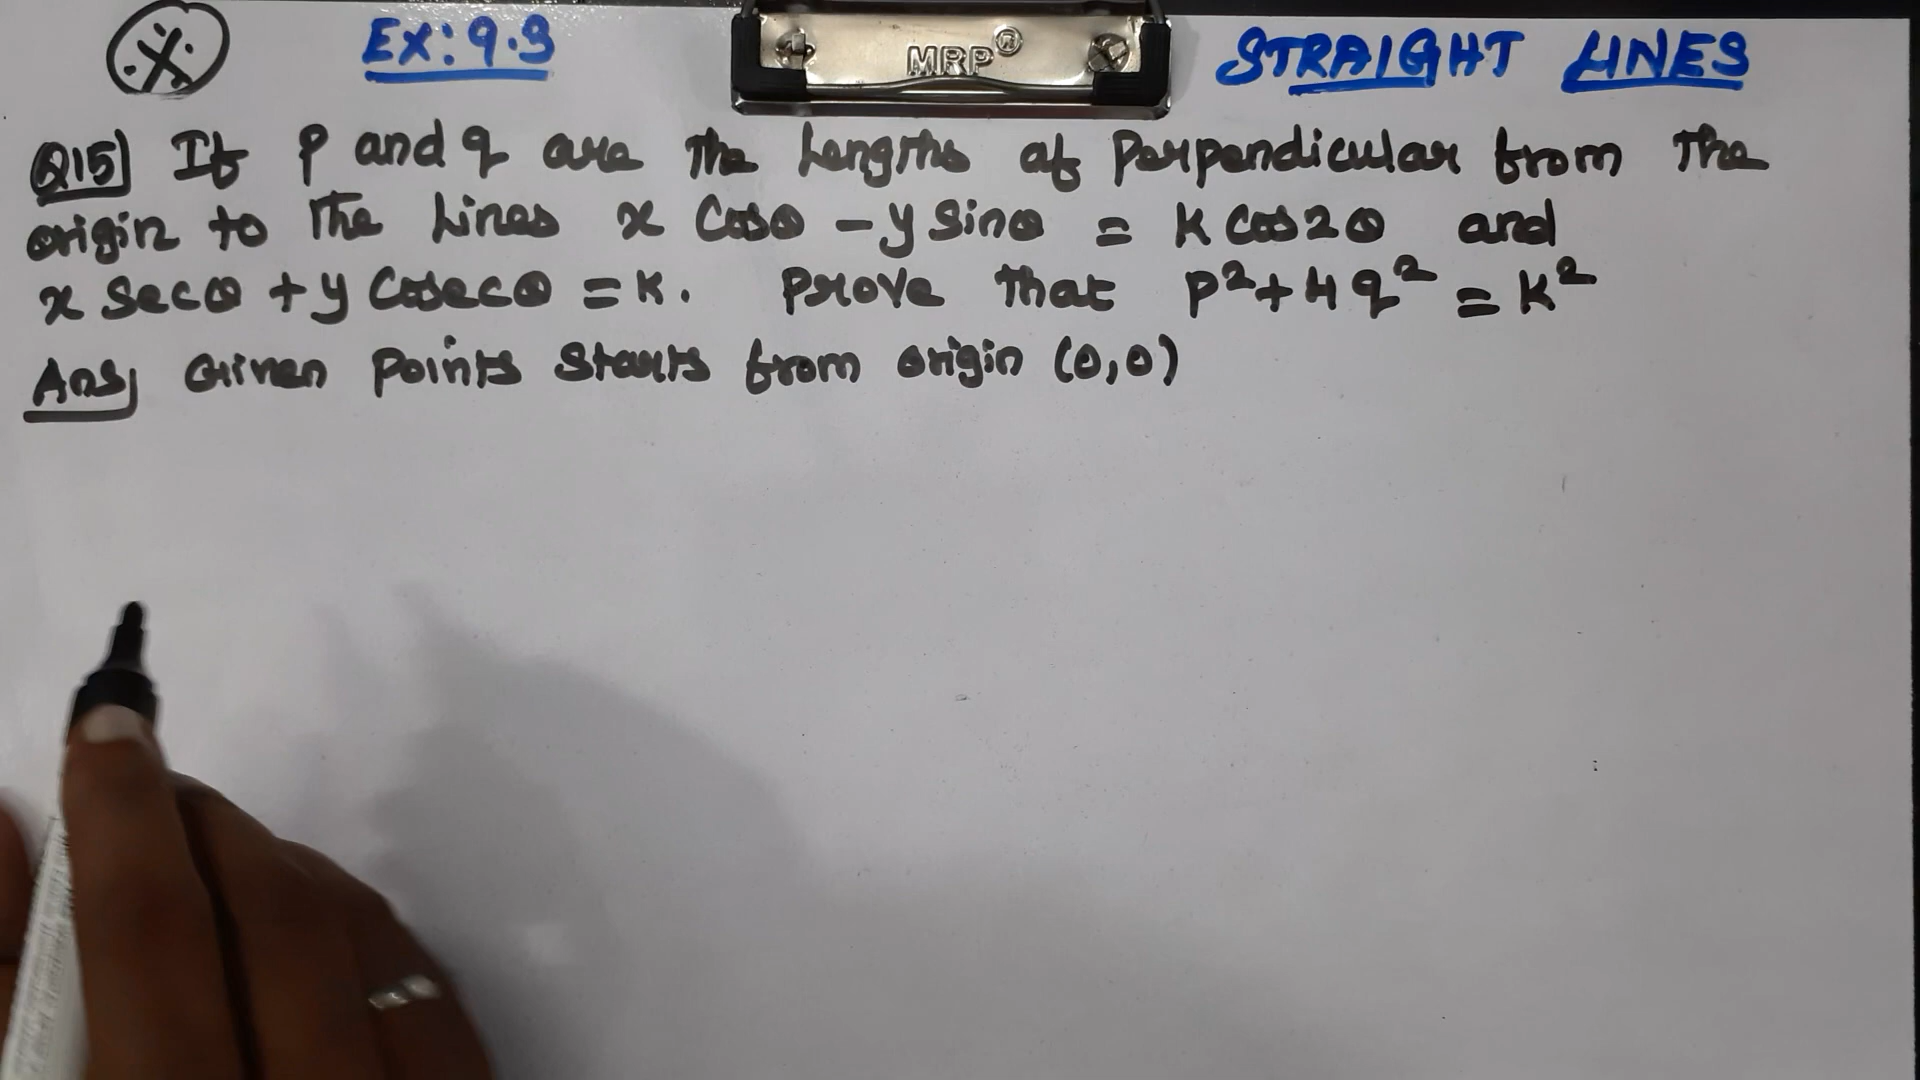 EX: 9.3
MRP®
STRAIGHT LINES
Q15] If p and q are the lengths of perpendicular from the
origin to the lines x cosθ - y sinθ = k cos2θ and
x secθ + y cosecθ = k. Prove that p² + 4q² = k²
Ans) Given points starts from origin (0,0)